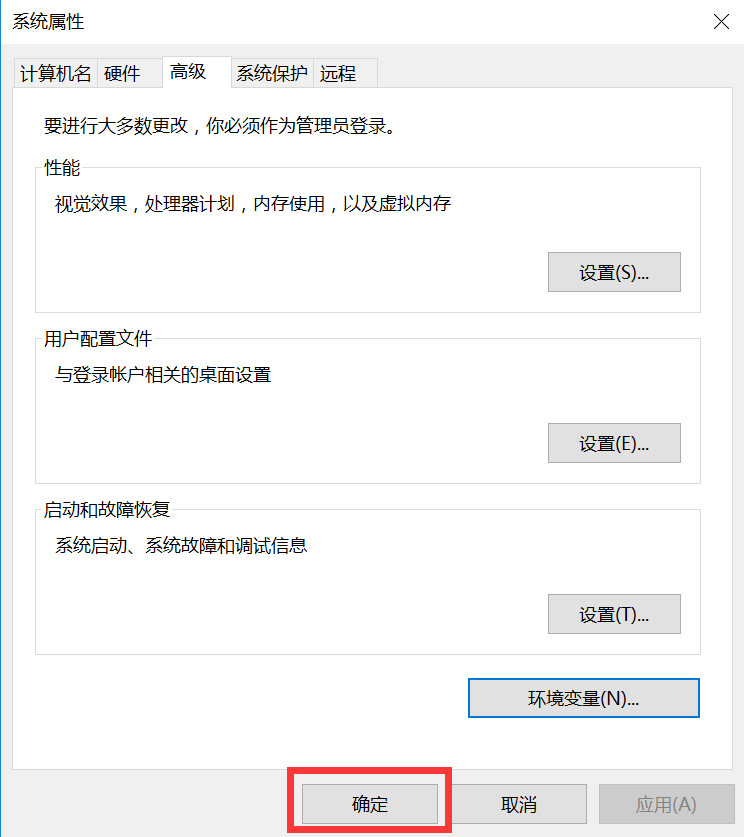 系统属性
计算机名 硬件 高级 系统保护 远程
要进行大多数更改，你必须作为管理员登录。
性能
视觉效果，处理器计划，内存使用，以及虚拟内存
设置(S)...
用户配置文件
与登录帐户相关的桌面设置
设置(E)...
启动和故障恢复
系统启动、系统故障和调试信息
设置(T)...
环境变量(N)...
确定 取消 应用(A)